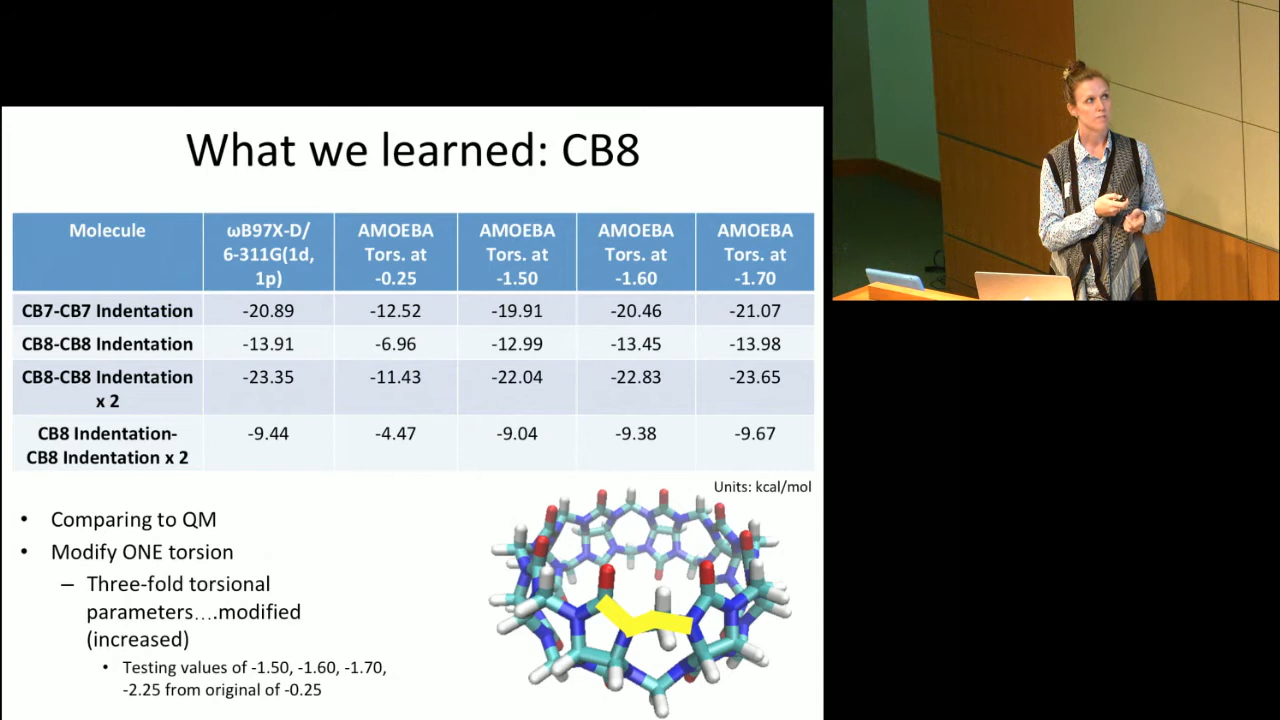 What we learned: CB8
Molecule
ωB97X-D/
6-311G(1d,
1p)
AMOEBA
Tors. at
-0.25
AMOEBA
Tors. at
-1.50
AMOEBA
Tors. at
-1.60
AMOEBA
Tors. at
-1.70
CB7-CB7 Indentation -20.89 -12.52 -19.91 -20.46 -21.07
CB8-CB8 Indentation -13.91 -6.96 -12.99 -13.45 -13.98
CB8-CB8 Indentation -23.35 -11.43 -22.04 -22.83 -23.65
x 2
CB8 Indentation- -9.44 -4.47 -9.04 -9.38 -9.67
CB8 Indentation x 2
Units: kcal/mol
• Comparing to QM
• Modify ONE torsion
– Three-fold torsional
parameters….modified
(increased)
• Testing values of -1.50, -1.60, -1.70,
-2.25 from original of -0.25